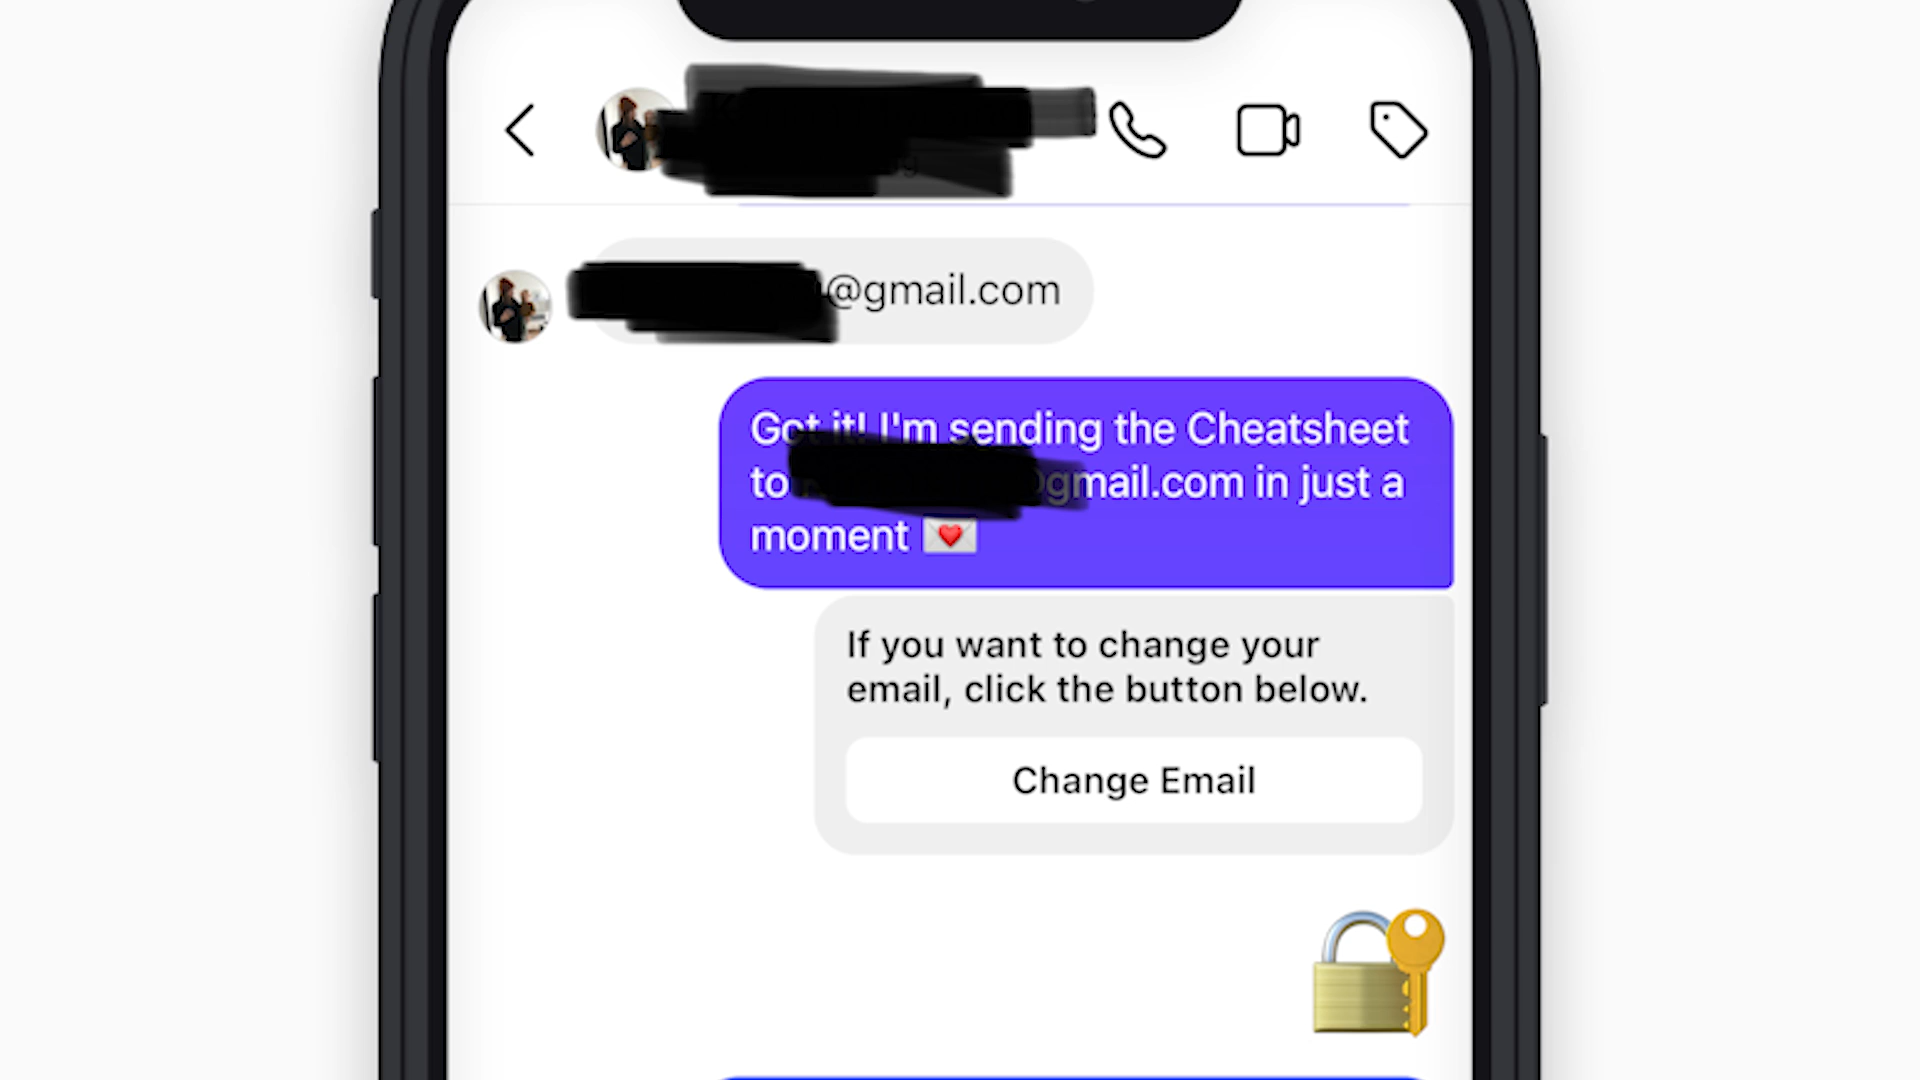 @gmail.com
Got it! I'm sending the Cheatsheet
to gmail.com in just a
moment 💌
If you want to change your
email, click the button below.
Change Email